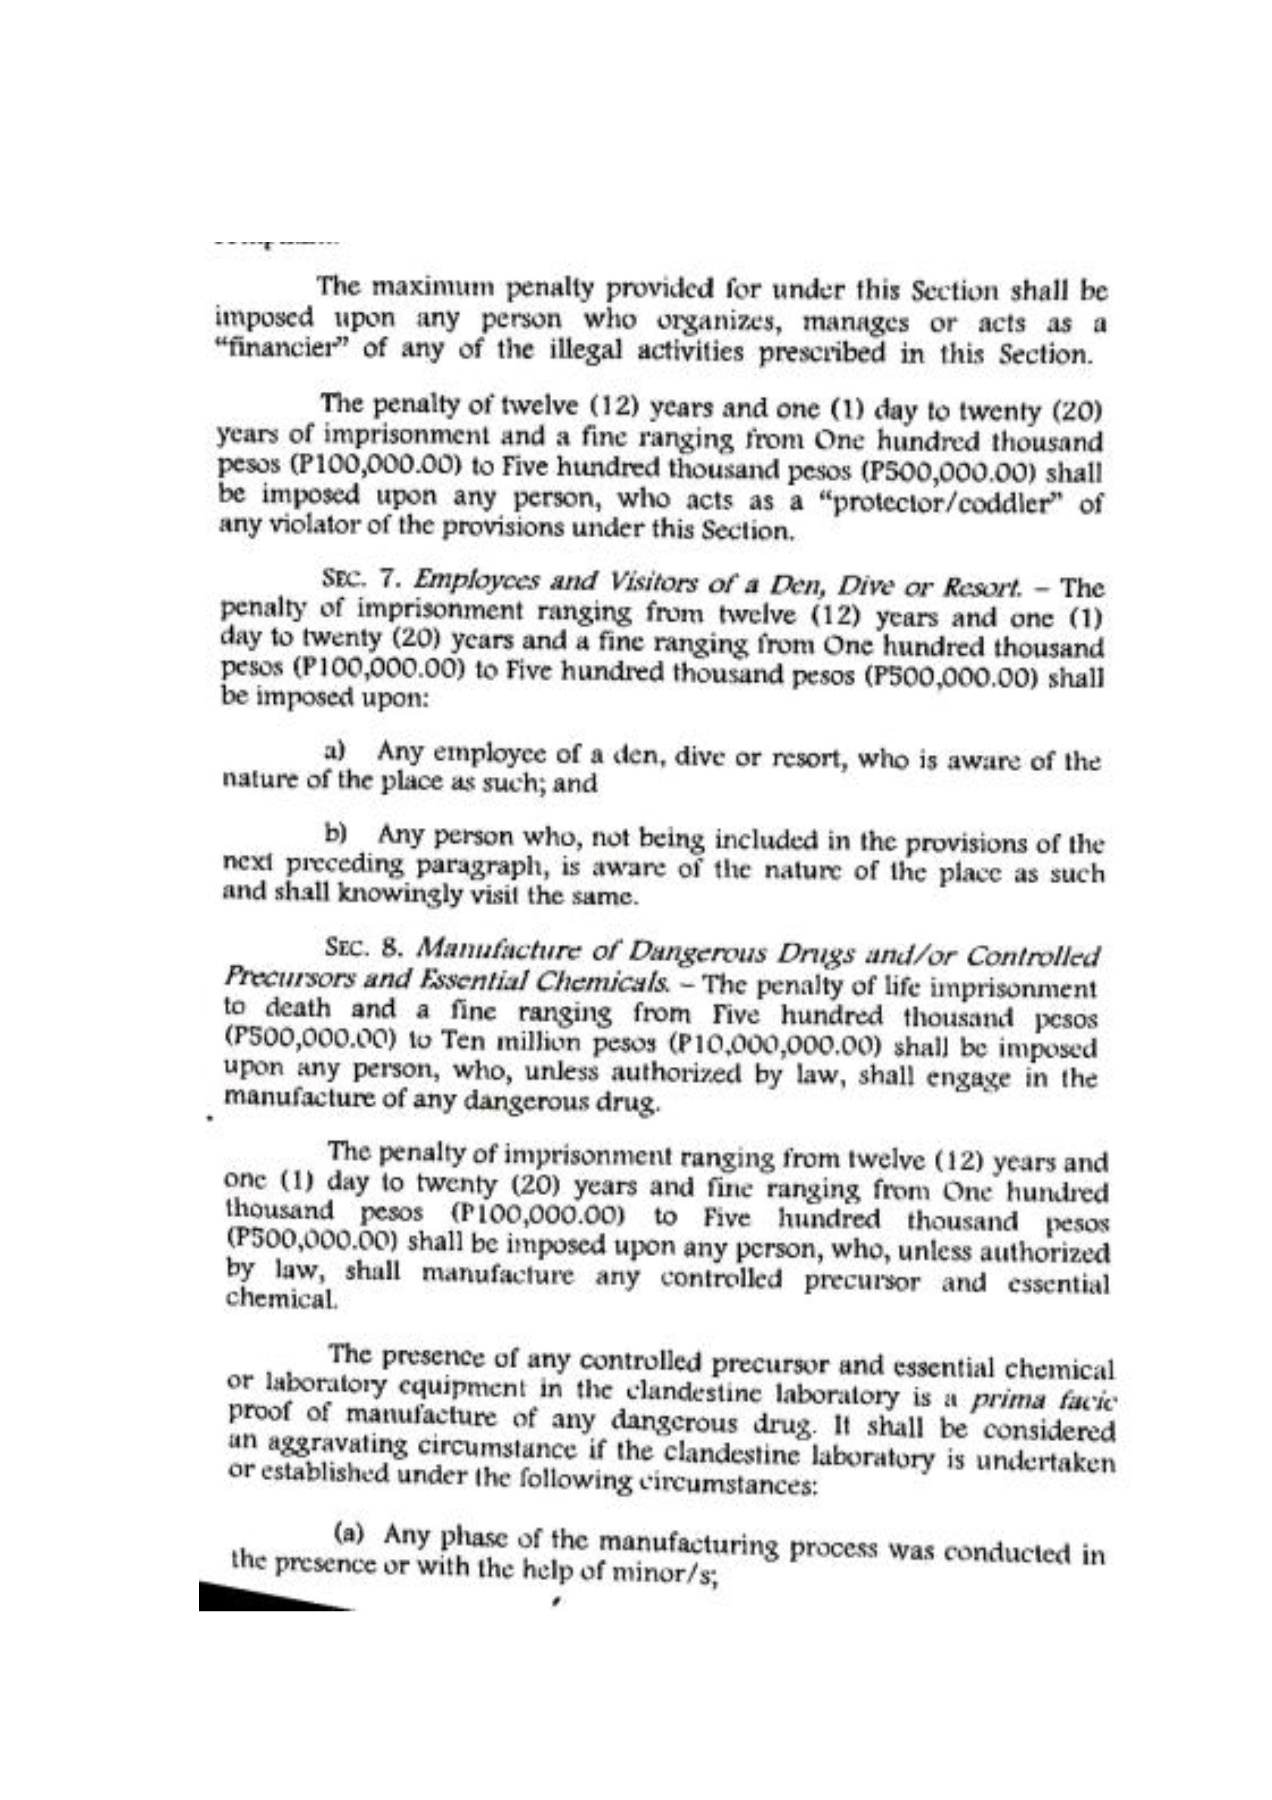 The maximum penalty provided for under this Section shall be
imposed upon any person who organizes, manages or acts as a
“financier” of any of the illegal activities prescribed in this Section.
The penalty of twelve (12) years and one (1) day to twenty (20)
years of imprisonment and a fine ranging from One hundred thousand
pesos (P100,000.00) to Five hundred thousand pesos (P500,000.00) shall
be imposed upon any person, who acts as a “protector/coddler” of
any violator of the provisions under this Section.
SEC. 7. Employees and Visitors of a Den, Dive or Resort. – The
penalty of imprisonment ranging from twelve (12) years and one (1)
day to twenty (20) years and a fine ranging from One hundred thousand
pesos (P100,000.00) to Five hundred thousand pesos (P500,000.00) shall
be imposed upon:
a) Any employee of a den, dive or resort, who is aware of the
nature of the place as such; and
b) Any person who, not being included in the provisions of the
next preceding paragraph, is aware of the nature of the place as such
and shall knowingly visit the same.
SEC. 8. Manufacture of Dangerous Drugs and/or Controlled
Precursors and Essential Chemicals. – The penalty of life imprisonment
to death and a fine ranging from Five hundred thousand pesos
(P500,000.00) to Ten million pesos (P10,000,000.00) shall be imposed
upon any person, who, unless authorized by law, shall engage in the
manufacture of any dangerous drug.
The penalty of imprisonment ranging from twelve (12) years and
one (1) day to twenty (20) years and fine ranging from One hundred
thousand pesos (P100,000.00) to Five hundred thousand pesos
(P500,000.00) shall be imposed upon any person, who, unless authorized
by law, shall manufacture any controlled precursor and essential
chemical.
The presence of any controlled precursor and essential chemical
or laboratory equipment in the clandestine laboratory is a prima facie
proof of manufacture of any dangerous drug. It shall be considered
an aggravating circumstance if the clandestine laboratory is undertaken
or established under the following circumstances:
(a) Any phase of the manufacturing process was conducted in
the presence or with the help of minor/s;